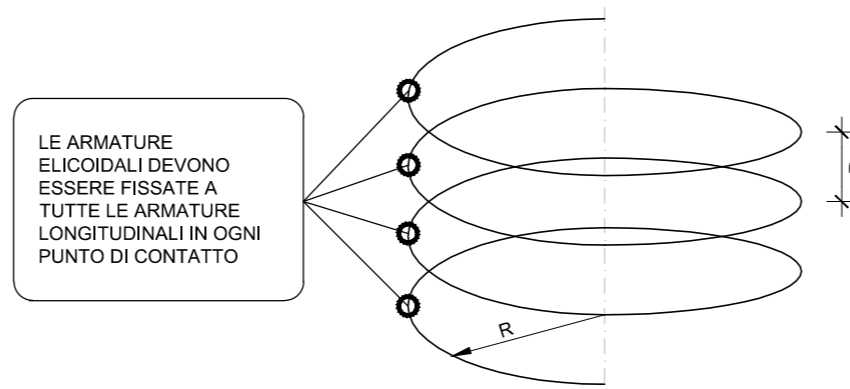 LE ARMATURE
ELICOIDALI DEVONO
ESSERE FISSATE A
TUTTE LE ARMATURE
LONGITUDINALI IN OGNI
PUNTO DI CONTATTO
R